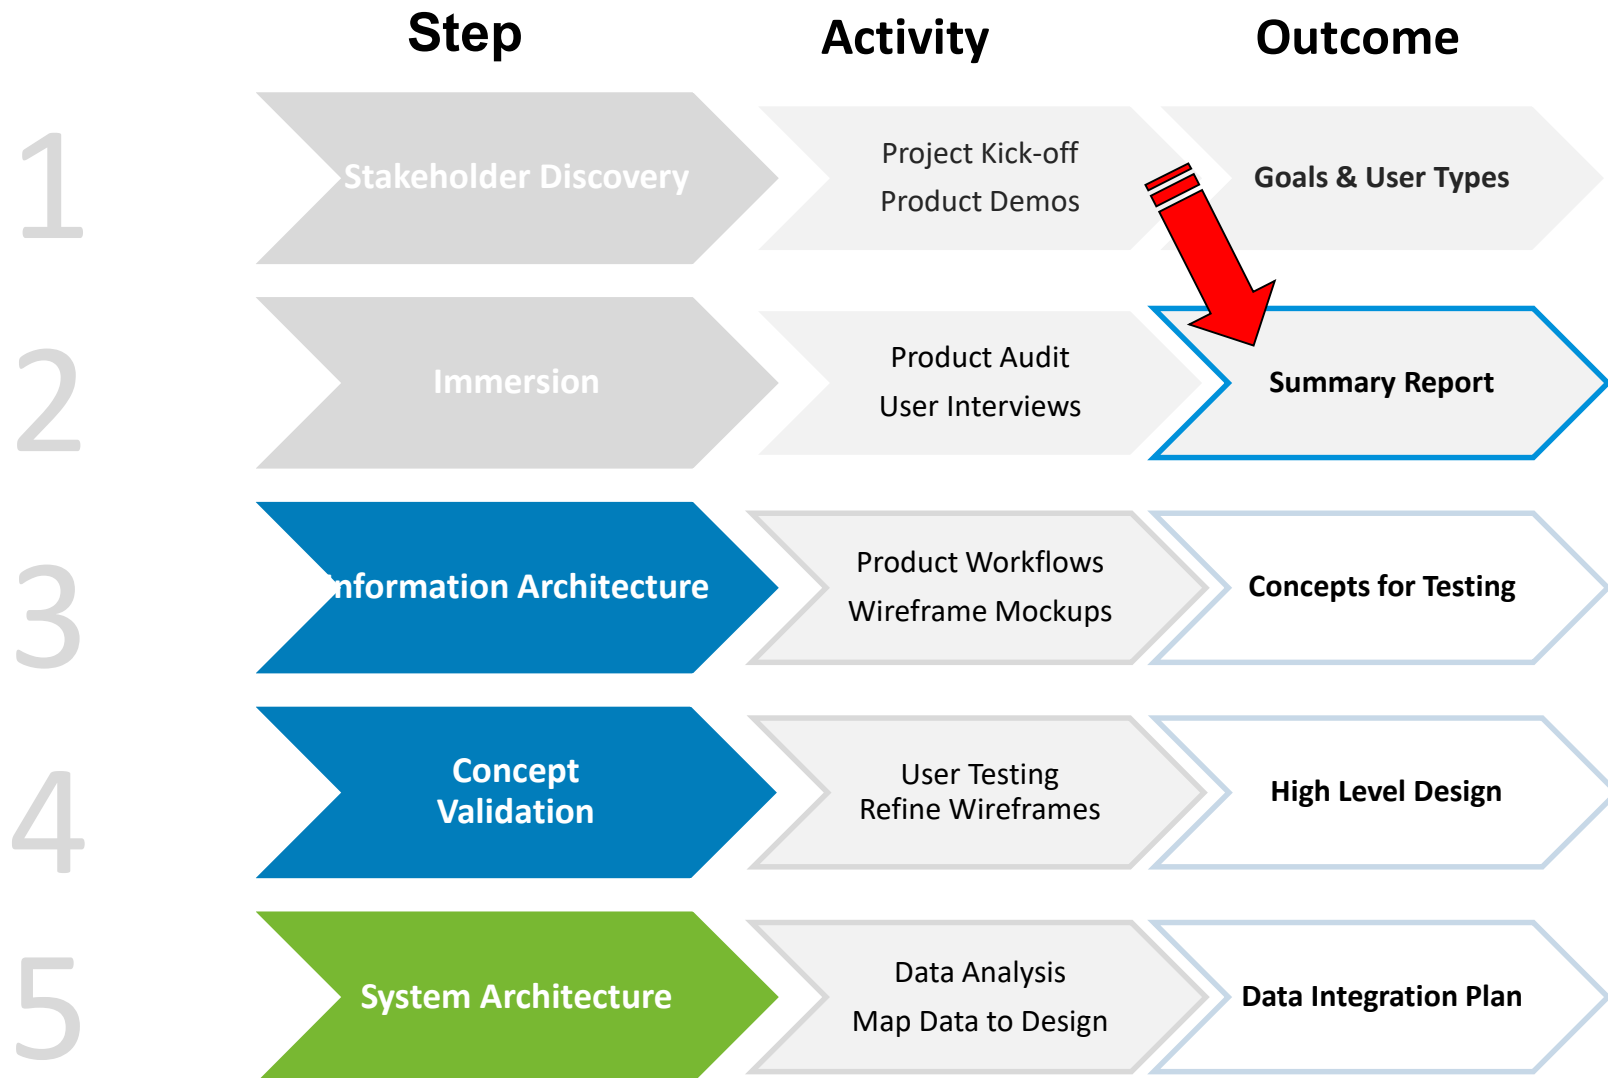 Step Activity Outcome
1
Stakeholder Discovery
Project Kick-off
Product Demos
Goals & User Types
2
Immersion
Product Audit
User Interviews
Summary Report
3
Information Architecture
Product Workflows
Wireframe Mockups
Concepts for Testing
4
Concept
Validation
User Testing
Refine Wireframes
High Level Design
5
System Architecture
Data Analysis
Map Data to Design
Data Integration Plan